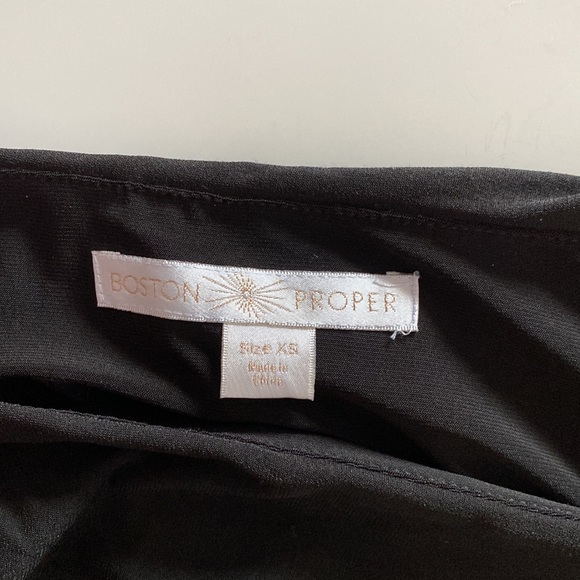 BOSTON PROPER
Size XS
Made In
China